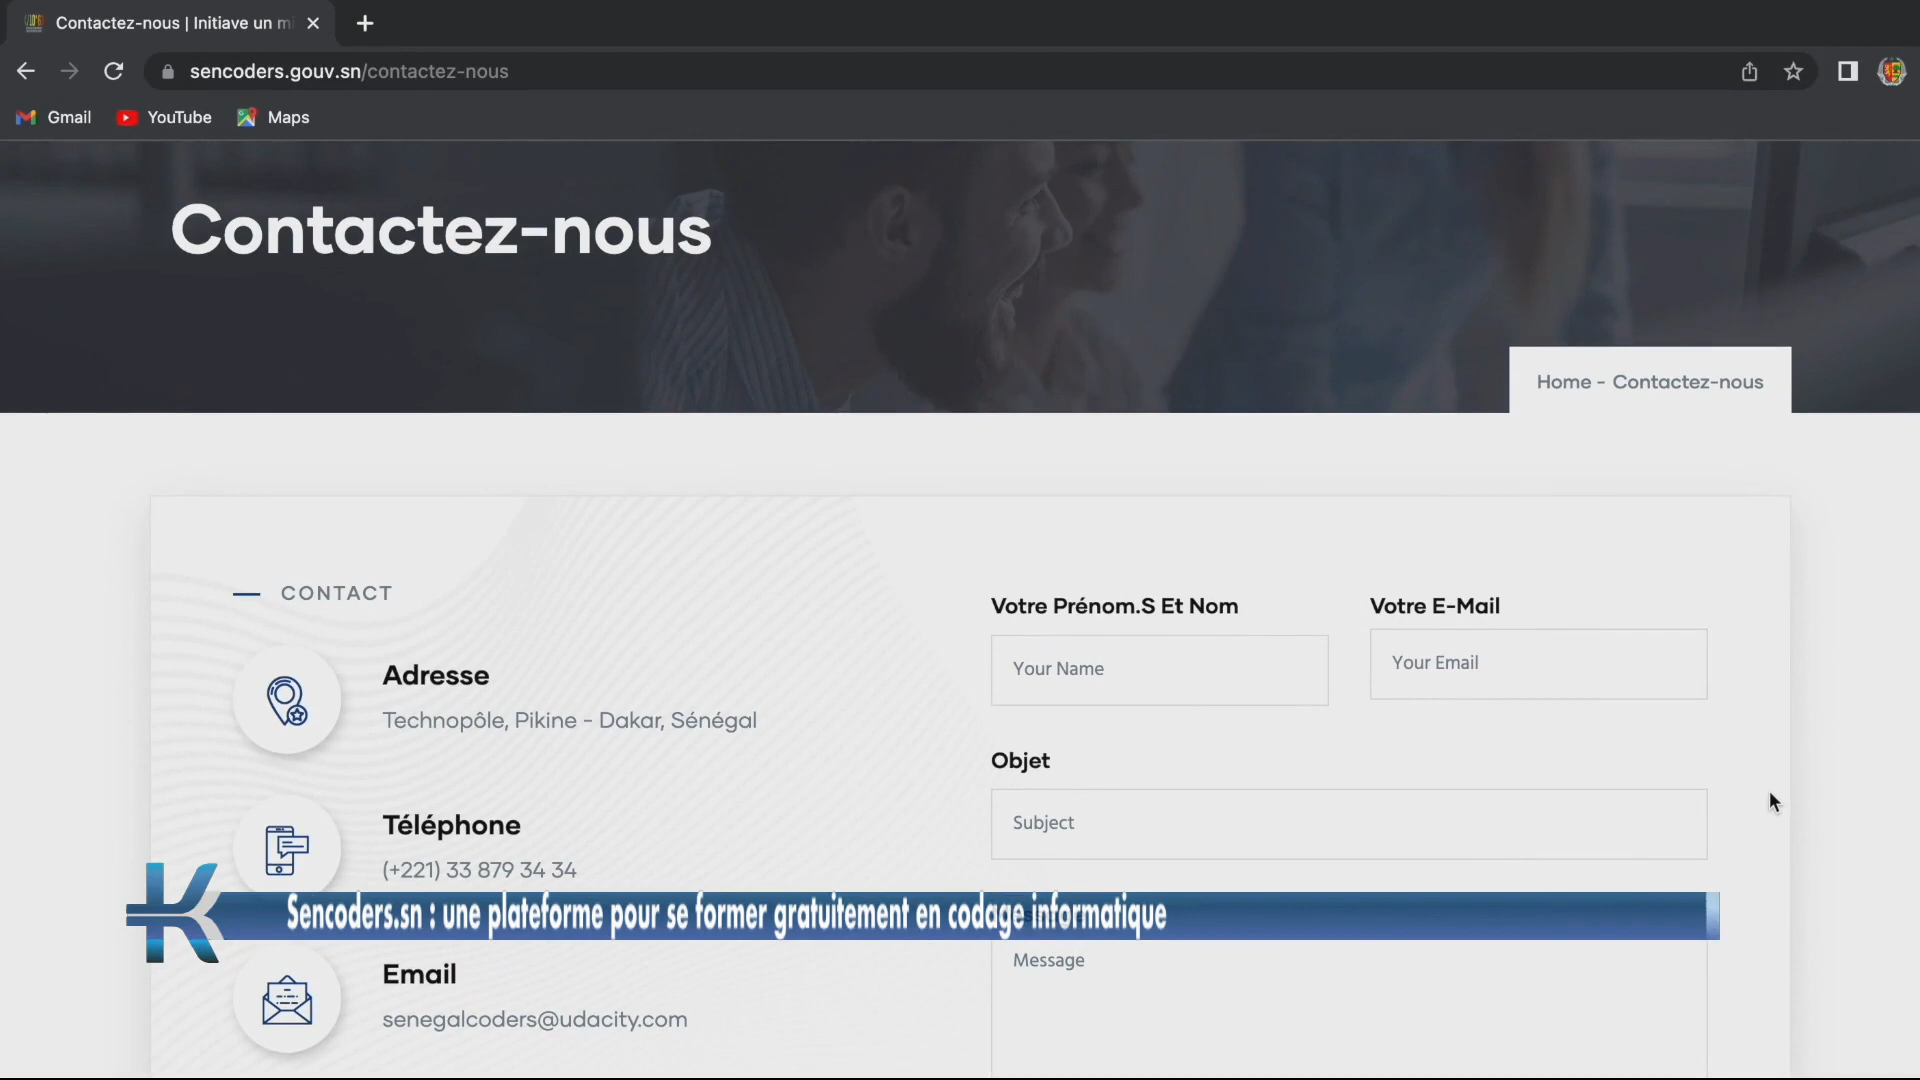 Contactez-nous | Initiave un mi
sencoders.gouv.sn/contactez-nous
Gmail YouTube Maps
Contactez-nous
Home - Contactez-nous
CONTACT
Adresse
Technopôle, Pikine - Dakar, Sénégal
Téléphone
(+221) 33 879 34 34
Email
senegalcoders@udacity.com
Votre Prénom.S Et Nom
Your Name
Votre E-Mail
Your Email
Objet
Subject
Message
K
Sencoders.sn : une plateforme pour se former gratuitement en codage informatique